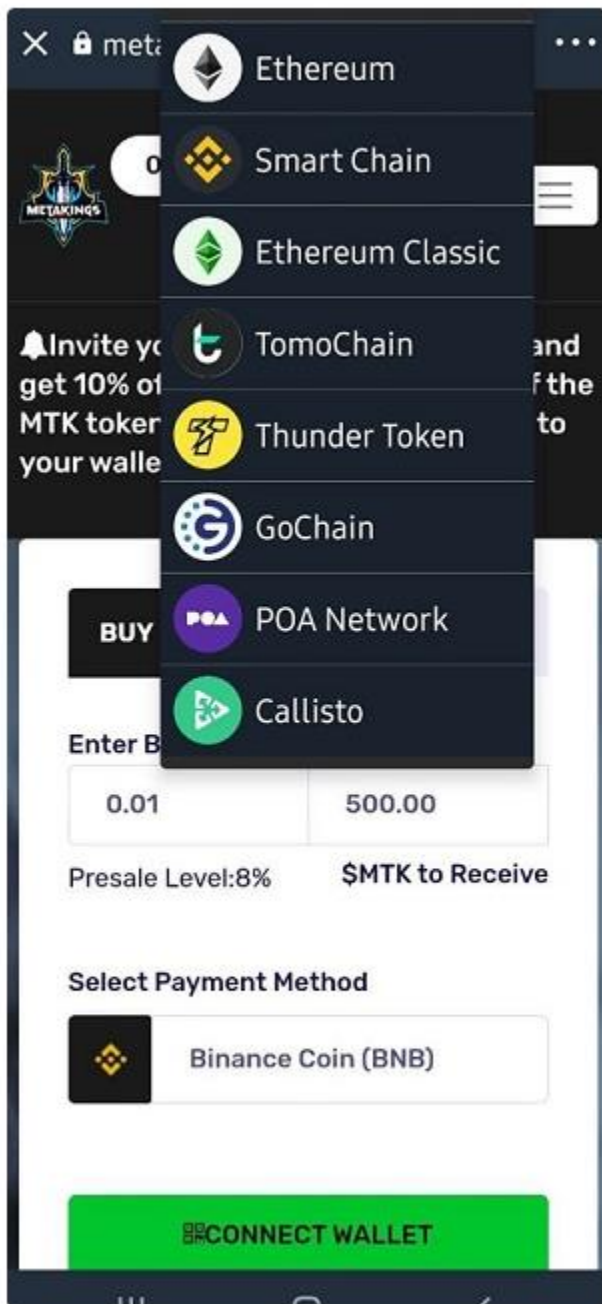 meta
Ethereum
Smart Chain
Ethereum Classic
TomoChain
Thunder Token
GoChain
POA Network
Callisto
METAKINGS
0
Invite yo and
get 10% of f the
MTK token to
your walle
BUY
Enter B
0.01 500.00
Presale Level:8% $MTK to Receive
Select Payment Method
Binance Coin (BNB)
CONNECT WALLET